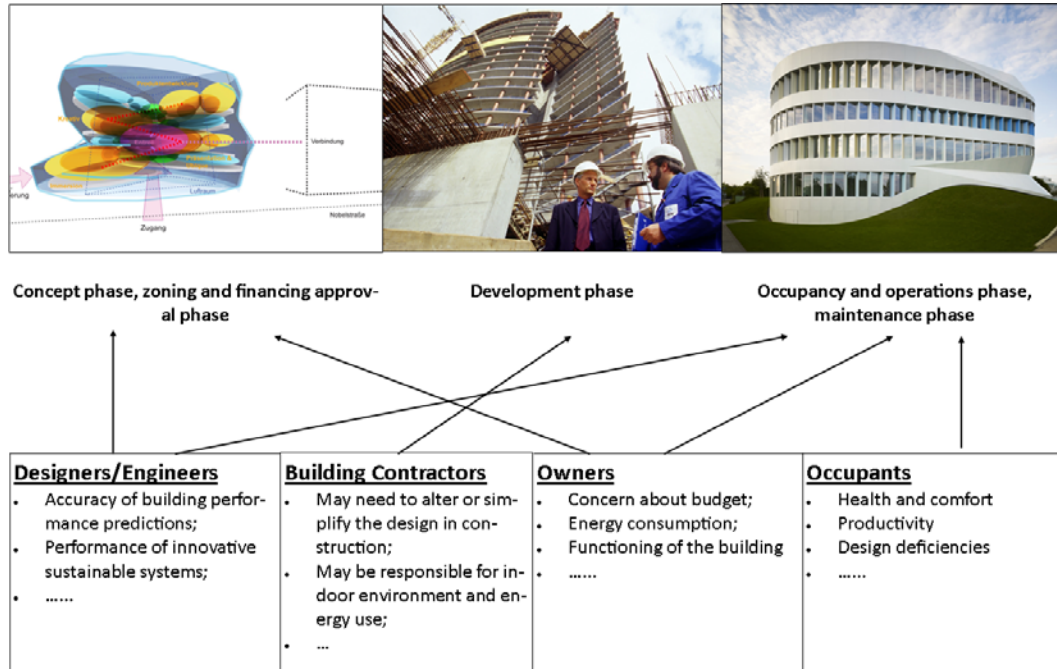 Verbindung
Luftraum
Nobelstraße
Zugang
Concept phase, zoning and financing approv-
al phase
Development phase
Occupancy and operations phase,
maintenance phase
Designers/Engineers
• Accuracy of building perfor-
mance predictions;
• Performance of innovative
sustainable systems;
• …...
Building Contractors
• May need to alter or sim-
plify the design in con-
struction;
• May be responsible for in-
door environment and en-
ergy use;
• …
Owners
• Concern about budget;
• Energy consumption;
• Functioning of the building
• …...
Occupants
• Health and comfort
• Productivity
• Design deficiencies
• …...